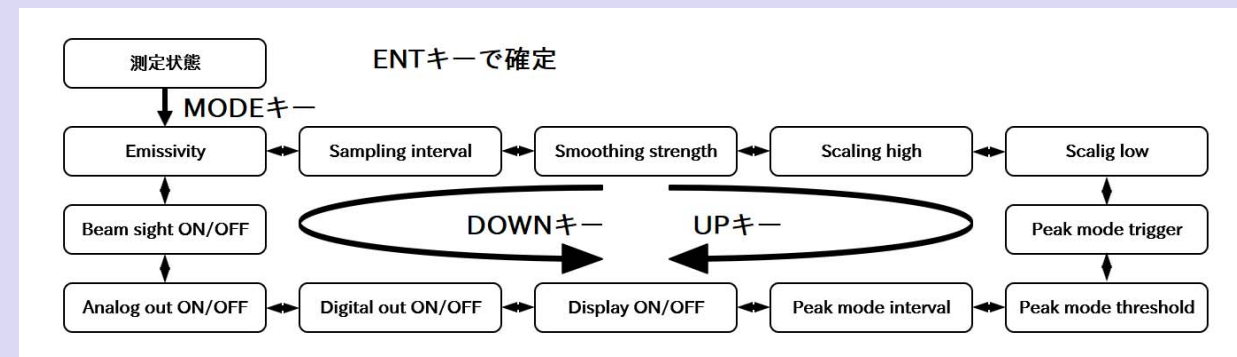 測定状態
ENTキーで確定
MODEキー
Emissivity
Sampling interval
Smoothing strength
Scaling high
Scalig low
Beam sight ON/OFF
DOWNキー
UPキー
Peak mode trigger
Analog out ON/OFF
Digital out ON/OFF
Display ON/OFF
Peak mode interval
Peak mode threshold